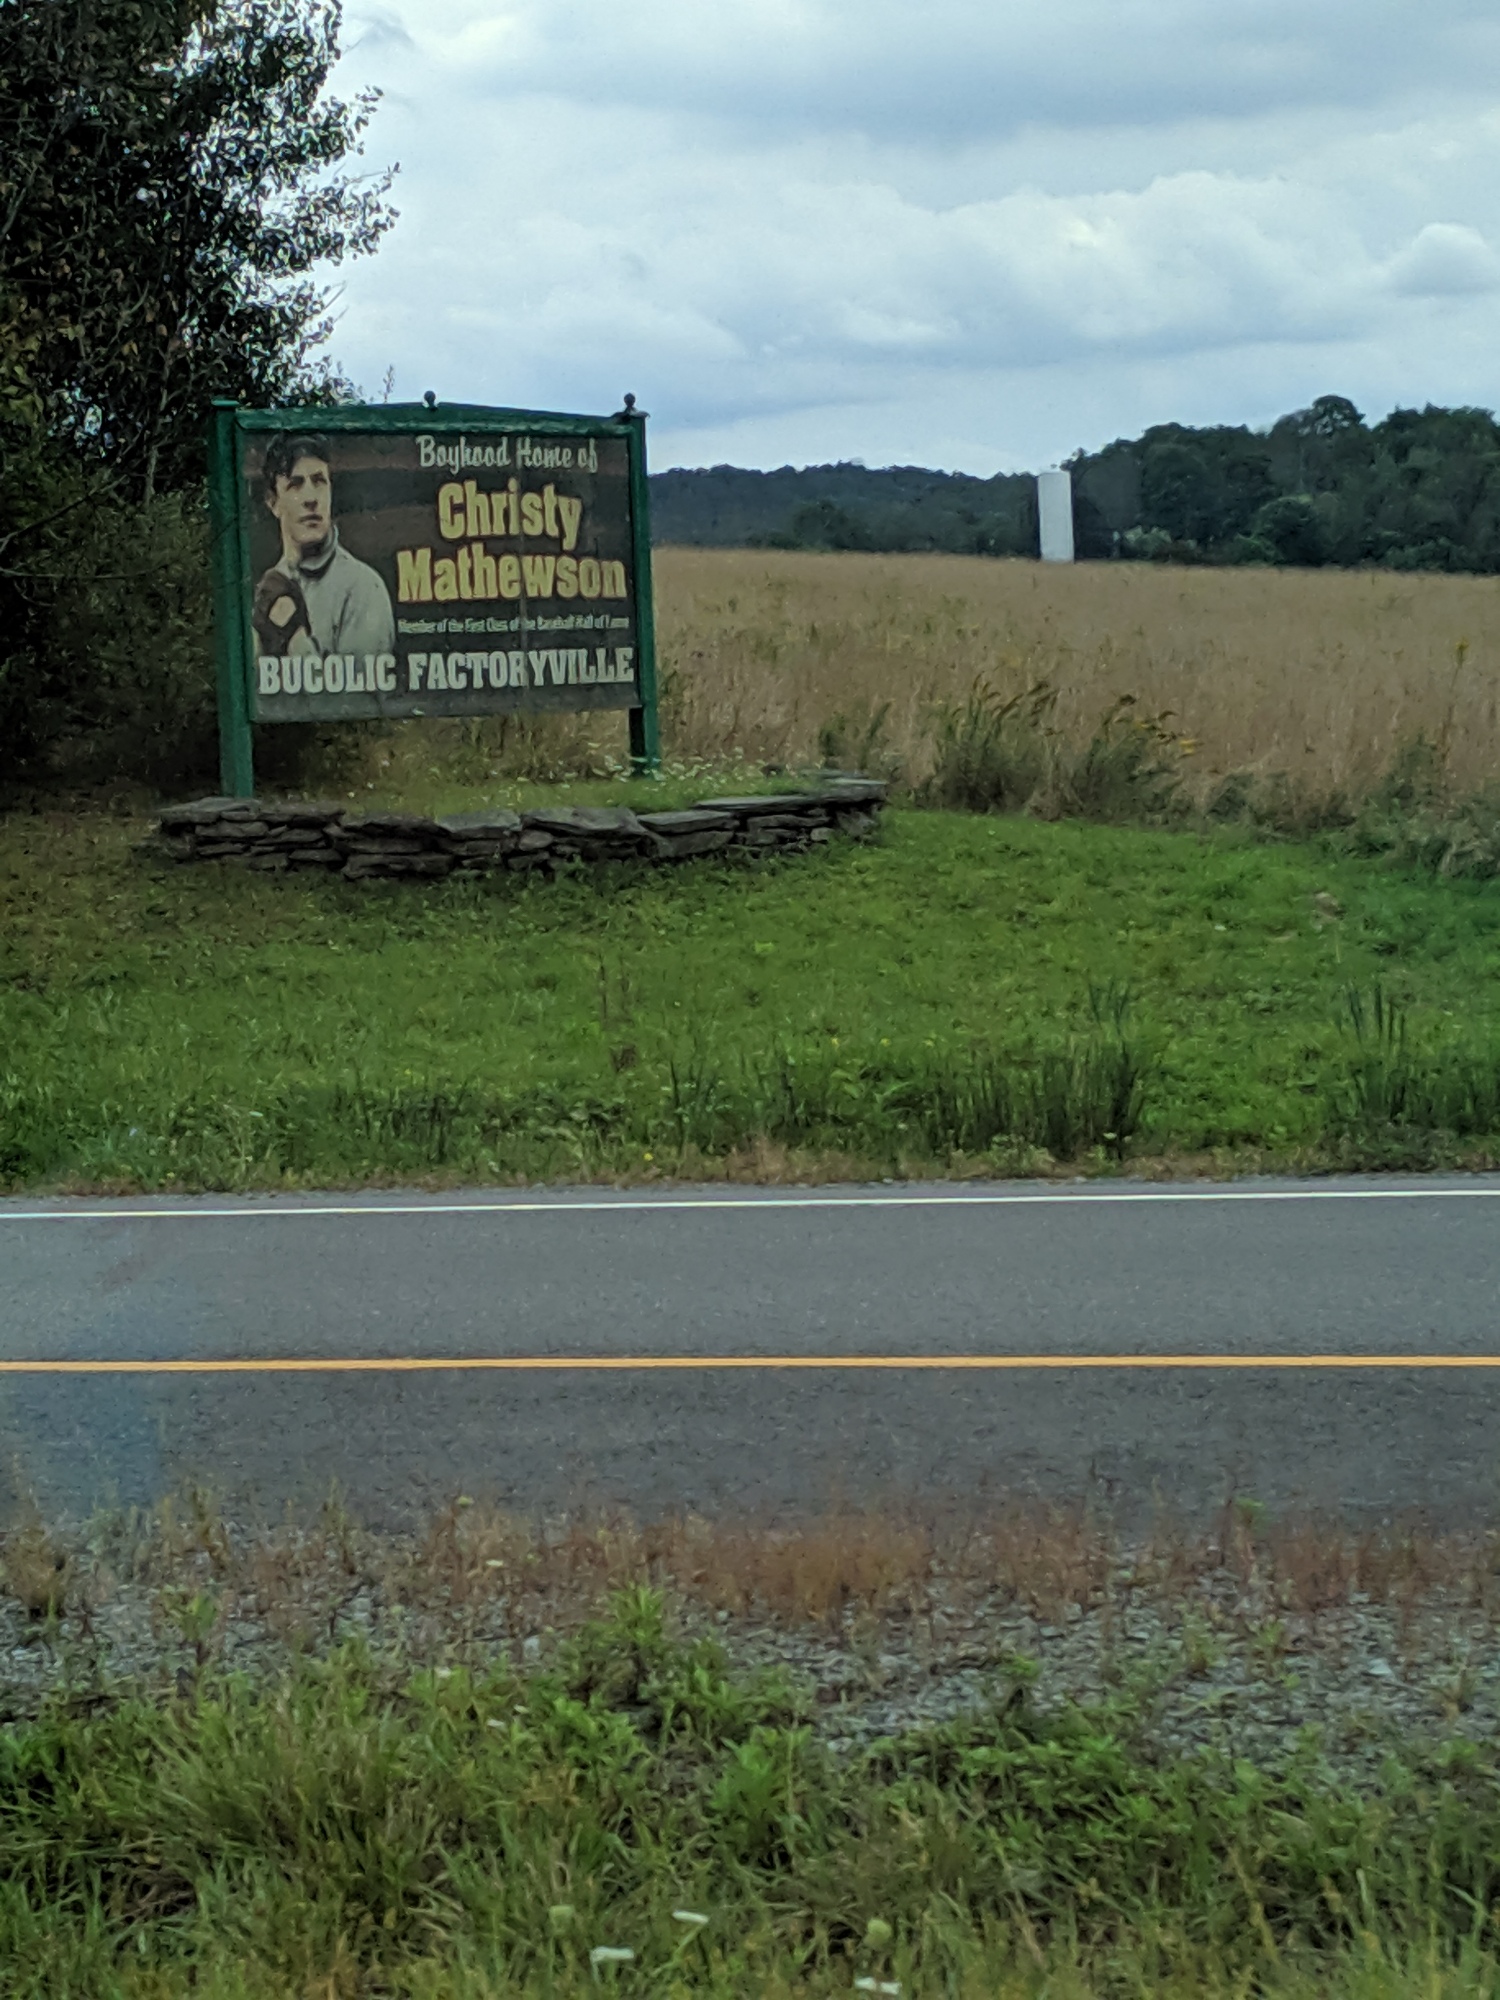 Boyhood Home of
Christy
Mathewson
Member of the First Class of the Baseball Hall of Fame
BUCOLIC FACTORYVILLE